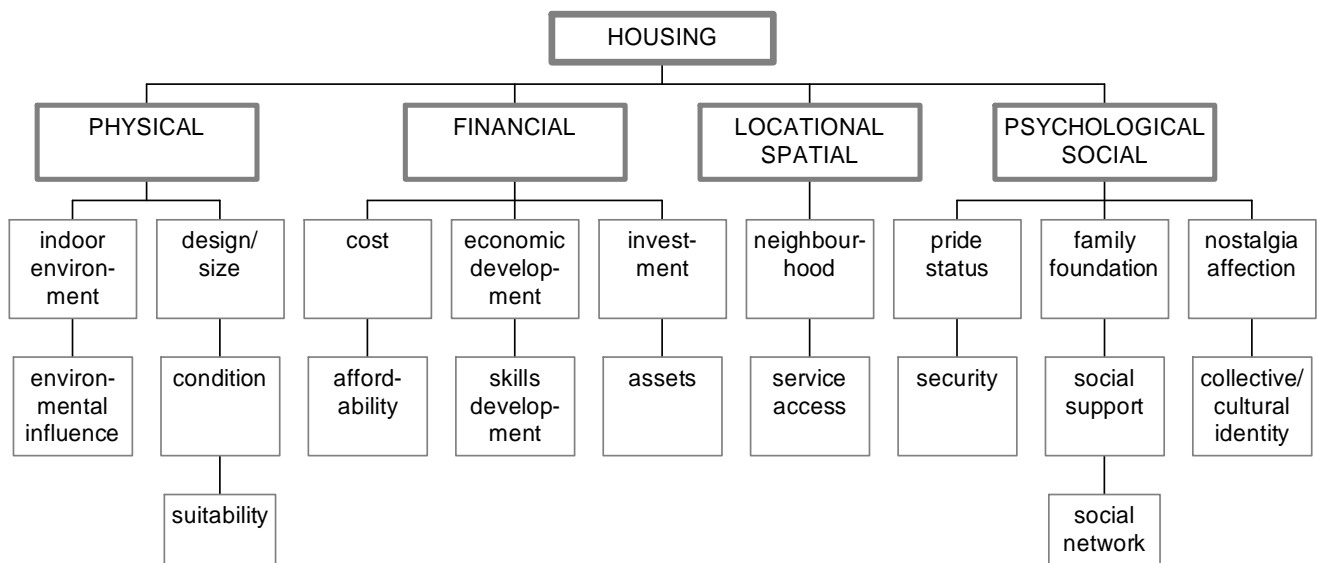 HOUSING
PHYSICAL
FINANCIAL
LOCATIONAL
SPATIAL
PSYCHOLOGICAL
SOCIAL
indoor
environ-
ment
design/
size
cost
economic
develop-
ment
invest-
ment
neighbour-
hood
pride
status
family
foundation
nostalgia
affection
environ-
mental
influence
condition
afford-
ability
skills
develop-
ment
assets
service
access
security
social
support
collective/
cultural
identity
suitability
social
network